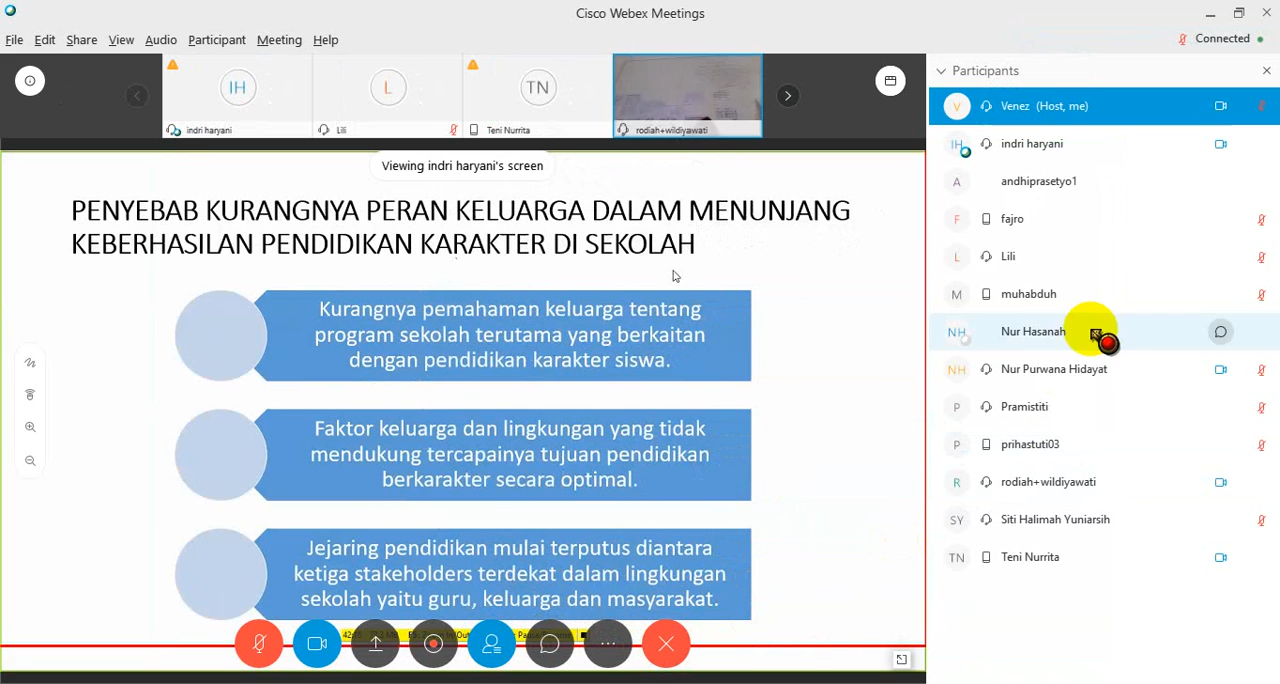 Cisco Webex Meetings
File Edit Share View Audio Participant Meeting Help
Connected
IH
L
TN
indri haryani
Lili
Teni Nurrita
rodiah+wildiyawati
Viewing indri haryani's screen
PENYEBAB KURANGNYA PERAN KELUARGA DALAM MENUNJANG
KEBERHASILAN PENDIDIKAN KARAKTER DI SEKOLAH
Kurangnya pemahaman keluarga tentang
program sekolah terutama yang berkaitan
dengan pendidikan karakter siswa.
Faktor keluarga dan lingkungan yang tidak
mendukung tercapainya tujuan pendidikan
berkarakter secara optimal.
Jejaring pendidikan mulai terputus diantara
ketiga stakeholders terdekat dalam lingkungan
sekolah yaitu guru, keluarga dan masyarakat.
Participants
V Venez (Host, me)
IH indri haryani
A andhiprasetyo1
F fajro
L Lili
M muhabduh
NH Nur Hasanah
NH Nur Purwana Hidayat
P Pramistiti
P prihastuti03
R rodiah+wildiyawati
SY Siti Halimah Yuniarsih
TN Teni Nurrita